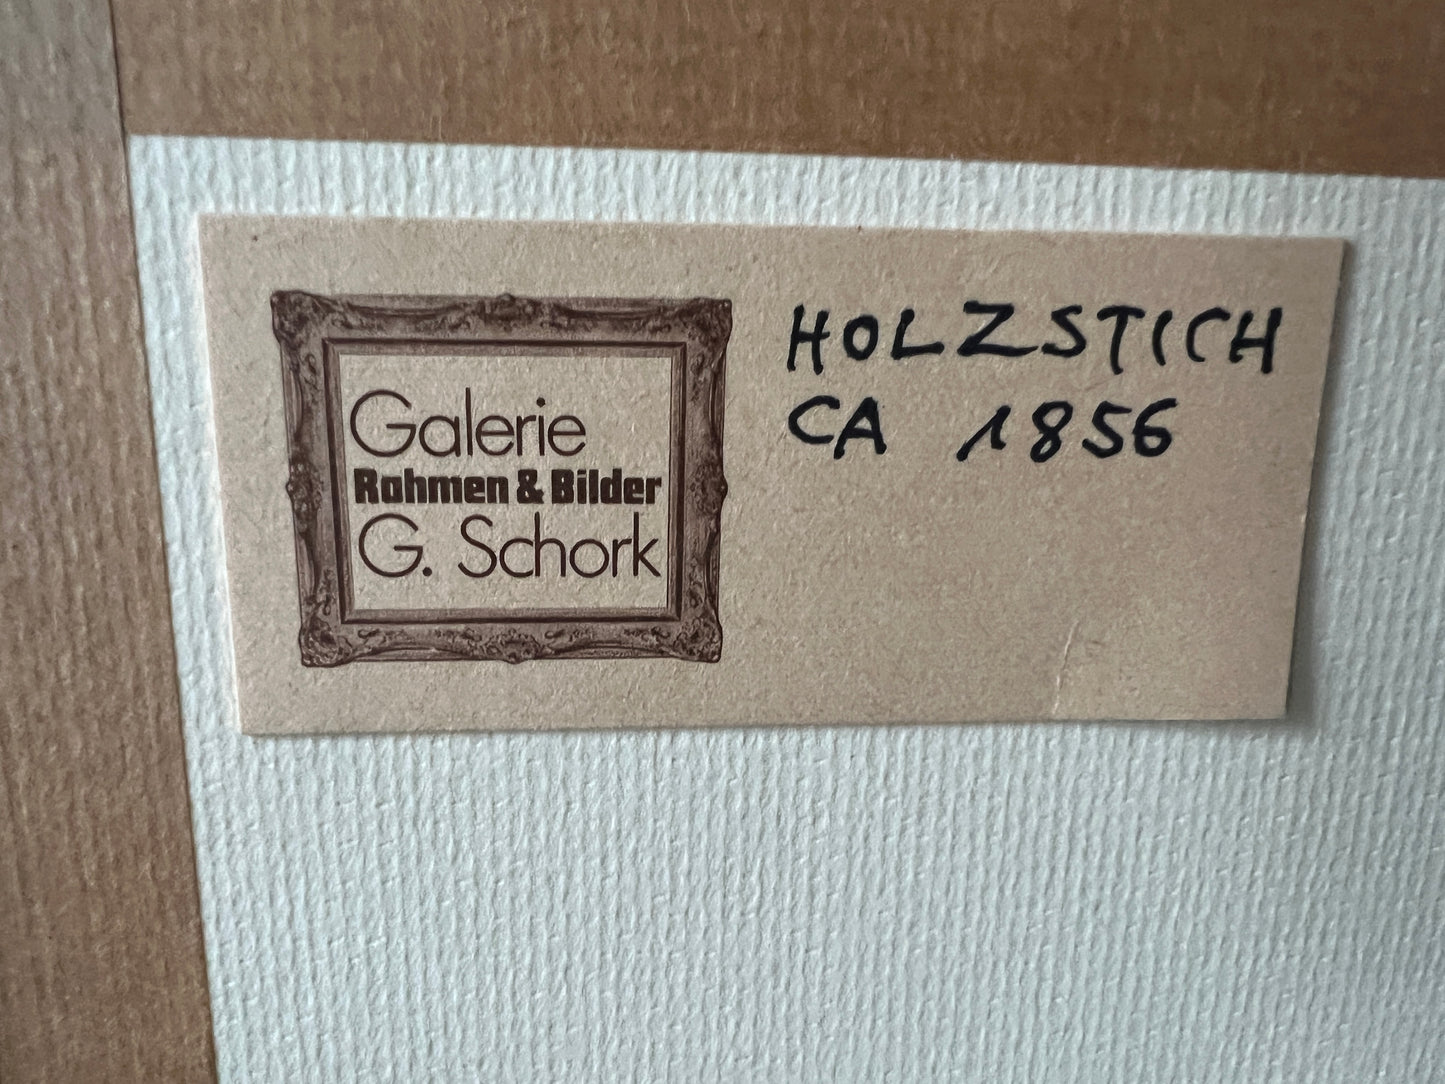 Galerie
Rahmen & Bilder
G. Schork
HOLZSTICH
CA 1856